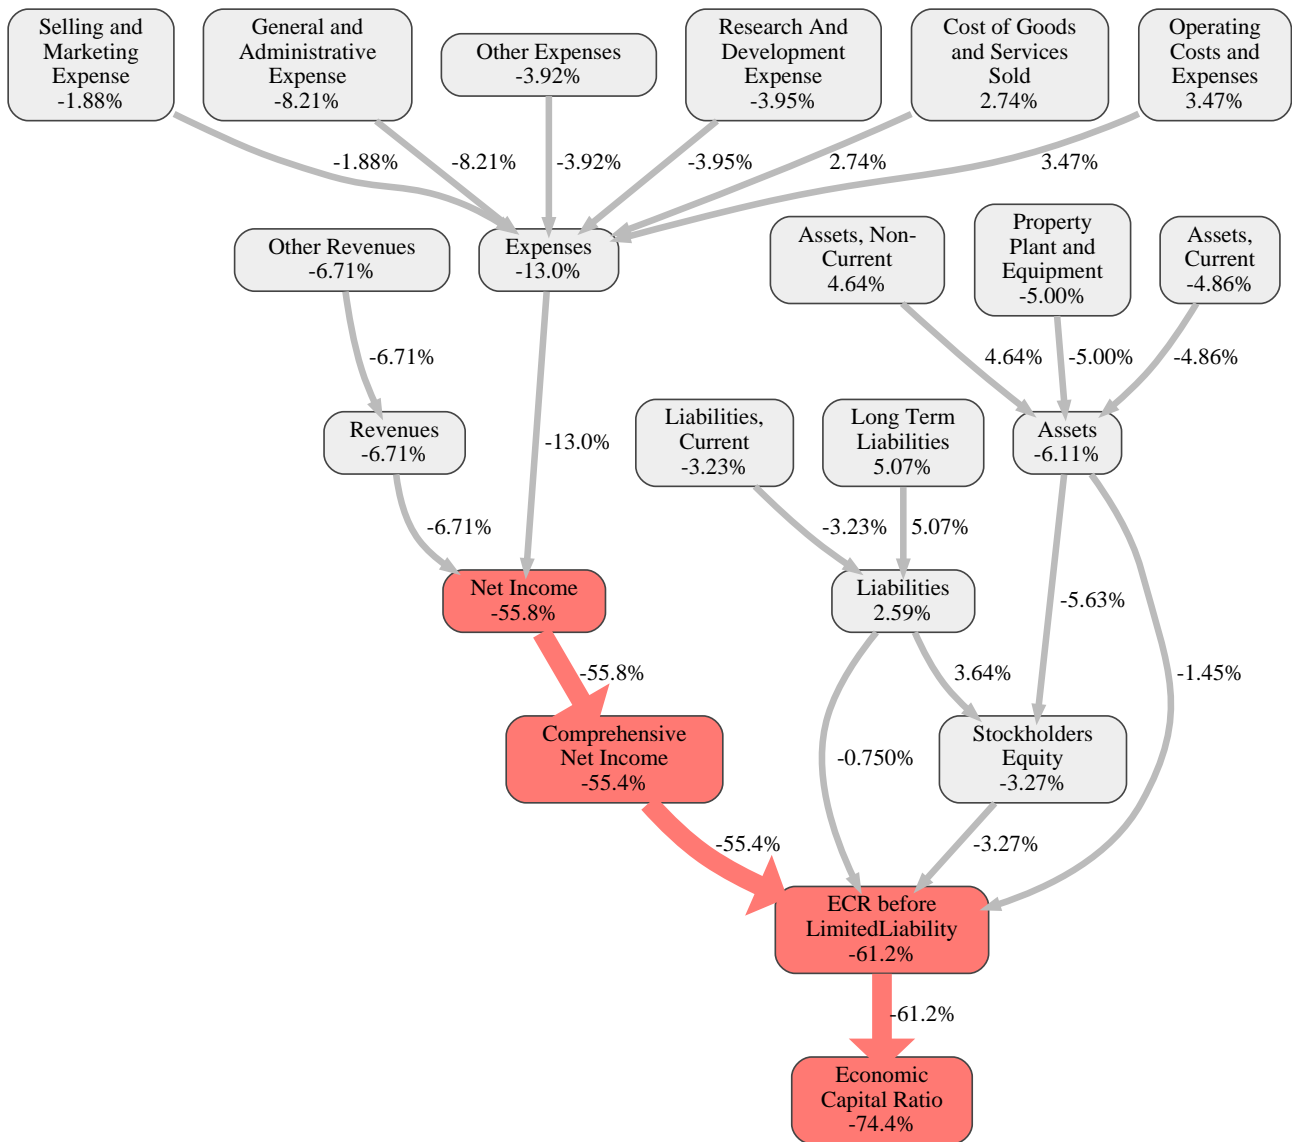 Selling and
Marketing
Expense
-1.88%
General and
Administrative
Expense
-8.21%
Other Expenses
-3.92%
Research And
Development
Expense
-3.95%
Cost of Goods
and Services
Sold
2.74%
Operating
Costs and
Expenses
3.47%
-1.88%
-8.21%
-3.92%
-3.95%
2.74%
3.47%
Other Revenues
-6.71%
Expenses
-13.0%
Assets, Non-
Current
4.64%
Property
Plant and
Equipment
-5.00%
Assets,
Current
-4.86%
-6.71%
4.64%
-5.00%
-4.86%
Revenues
-6.71%
-13.0%
Liabilities,
Current
-3.23%
Long Term
Liabilities
5.07%
Assets
-6.11%
-6.71%
-3.23%
5.07%
Net Income
-55.8%
Liabilities
2.59%
-5.63%
-55.8%
3.64%
-1.45%
Comprehensive
Net Income
-55.4%
-0.750%
Stockholders
Equity
-3.27%
-55.4%
-3.27%
ECR before
LimitedLiability
-61.2%
-61.2%
Economic
Capital Ratio
-74.4%